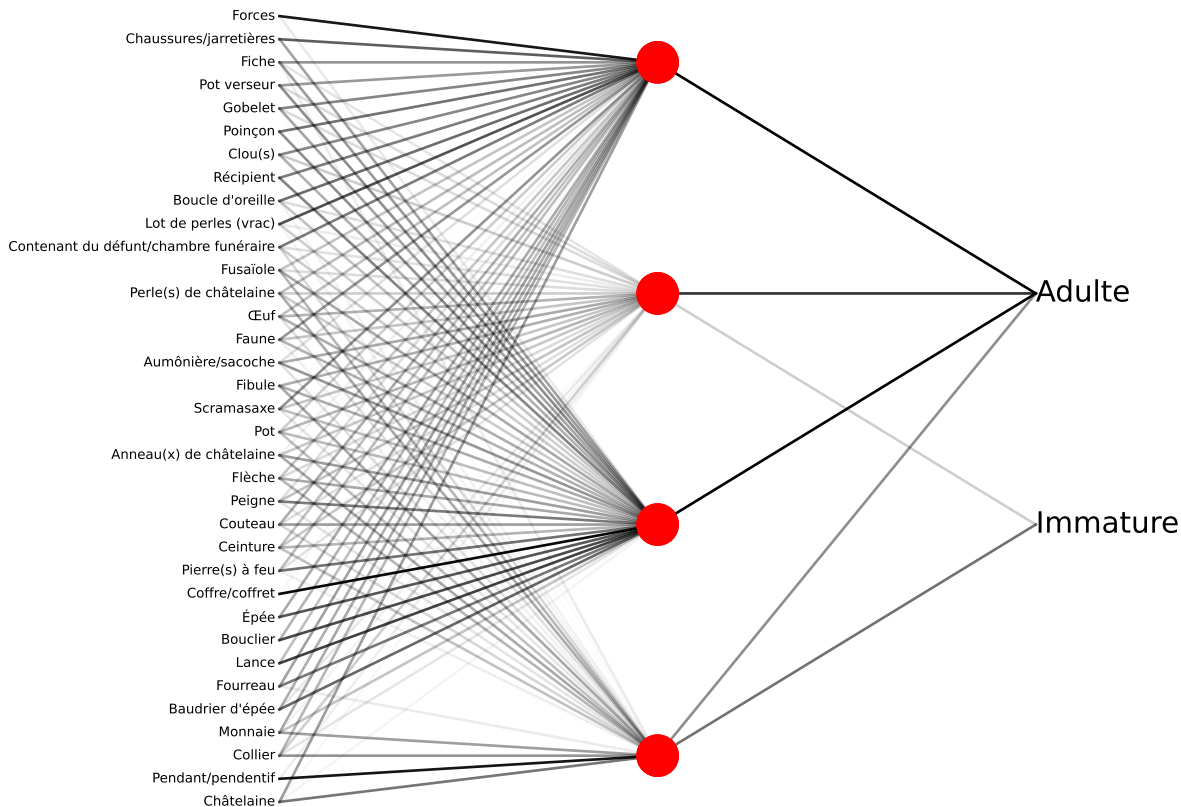 Forces
Chaussures/jarretières
Fiche
Pot verseur
Gobelet
Poinçon
Clou(s)
Récipient
Boucle d'oreille
Lot de perles (vrac)
Contenant du défunt/chambre funéraire
Fusaïole
Perle(s) de châtelaine
Œuf
Faune
Aumônière/sacoche
Fibule
Scramasaxe
Pot
Anneau(x) de châtelaine
Flèche
Peigne
Couteau
Ceinture
Pierre(s) à feu
Coffre/coffret
Épée
Bouclier
Lance
Fourreau
Baudrier d'épée
Monnaie
Collier
Pendant/pendentif
Châtelaine
Adulte
Immature